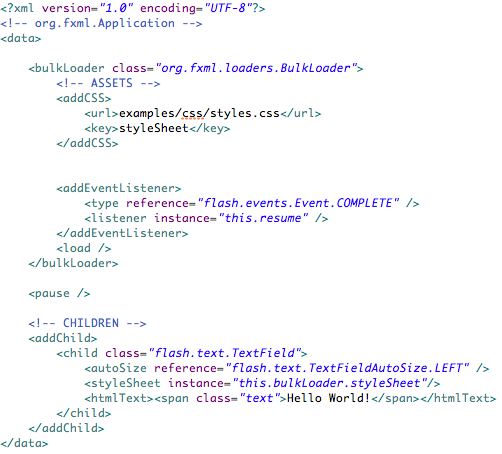 <?xml version="1.0" encoding="UTF-8"?>
<!-- org.fxml.Application -->
<data>
<bulkLoader class="org.fxml.loaders.BulkLoader">
<!-- ASSETS -->
<addCSS>
<url>examples/css/styles.css</url>
<key>styleSheet</key>
</addCSS>
<addEventListener>
<type reference="flash.events.Event.COMPLETE" />
<listener instance="this.resume" />
</addEventListener>
<load />
</bulkLoader>
<pause />
<!-- CHILDREN -->
<addChild>
<child class="flash.text.TextField">
<autoSize reference="flash.text.TextFieldAutoSize.LEFT" />
<styleSheet instance="this.bulkLoader.styleSheet"/>
<htmlText><span class="text">Hello World!</span></htmlText>
</child>
</addChild>
</data>